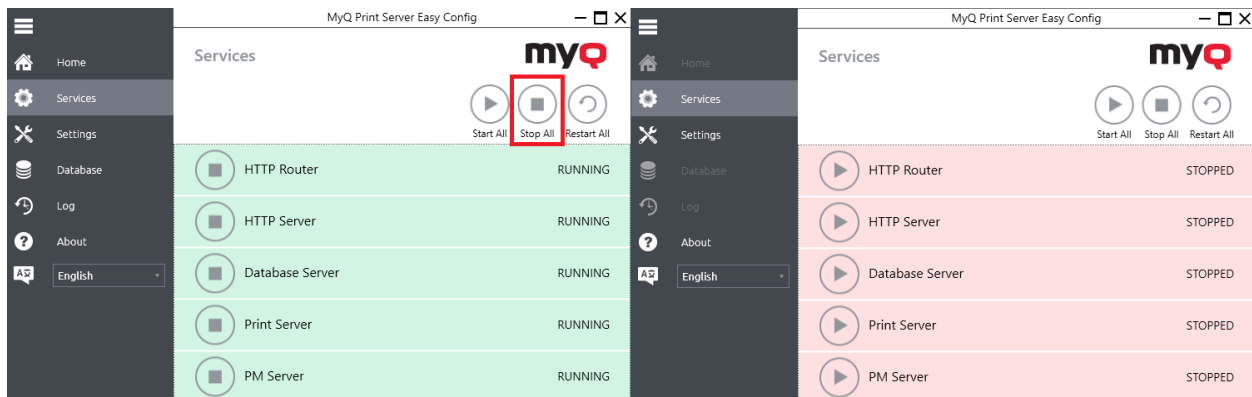 MyQ Print Server Easy Config
Home
Services
Settings
Database
Log
About
English
Services
myQ
Start All Stop All Restart All
HTTP Router RUNNING
HTTP Server RUNNING
Database Server RUNNING
Print Server RUNNING
PM Server RUNNING
MyQ Print Server Easy Config
Home
Services
Settings
Database
Log
About
English
Services
myQ
Start All Stop All Restart All
HTTP Router STOPPED
HTTP Server STOPPED
Database Server STOPPED
Print Server STOPPED
PM Server STOPPED